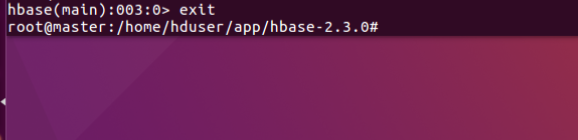 hbase(main):003:0> exit
root@master:/home/hduser/app/hbase-2.3.0#